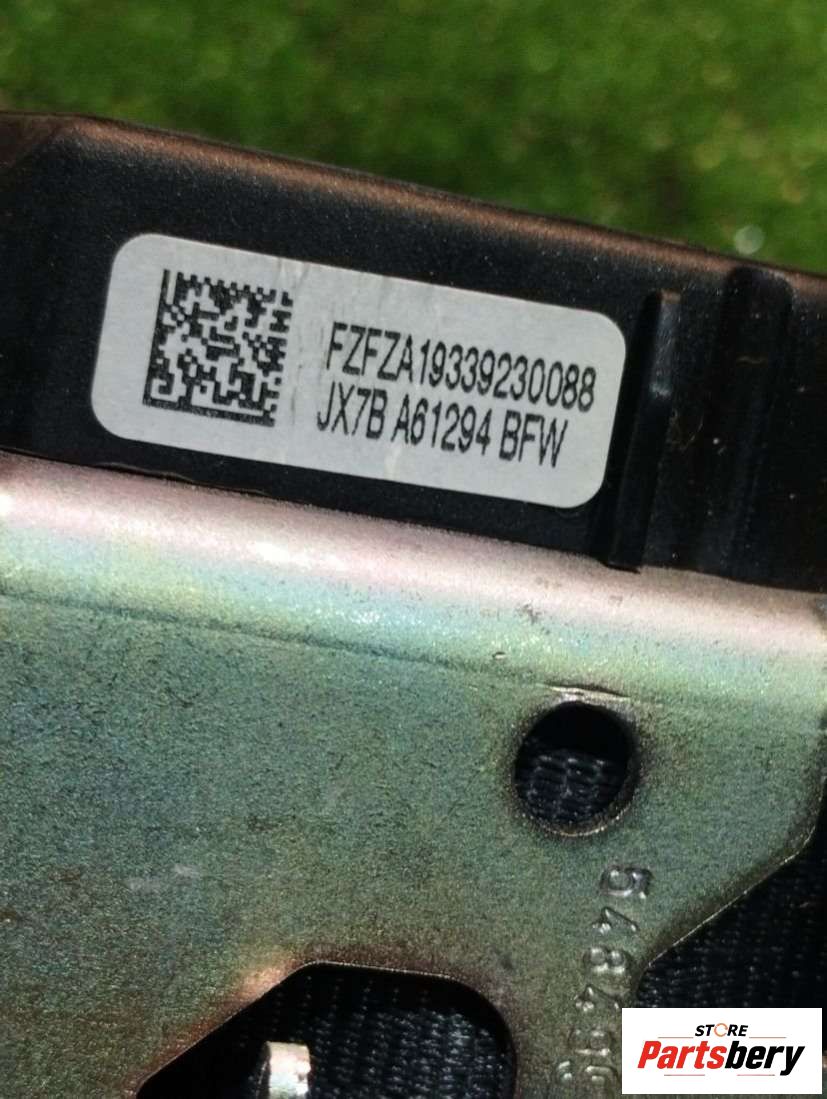 FZFZA19339230088
JX7B A61294 BFW
STORE
Partsbery